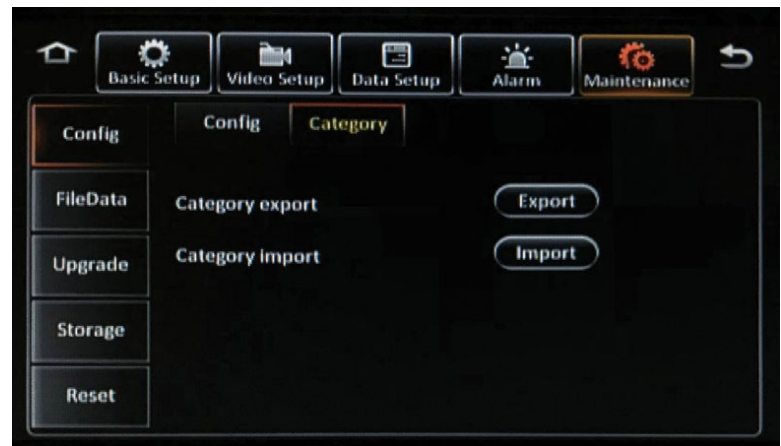 Basic Setup
Video Setup
Data Setup
Alarm
Maintenance
Config
FileData
Upgrade
Storage
Reset
Config
Category
Category export
Export
Category import
Import